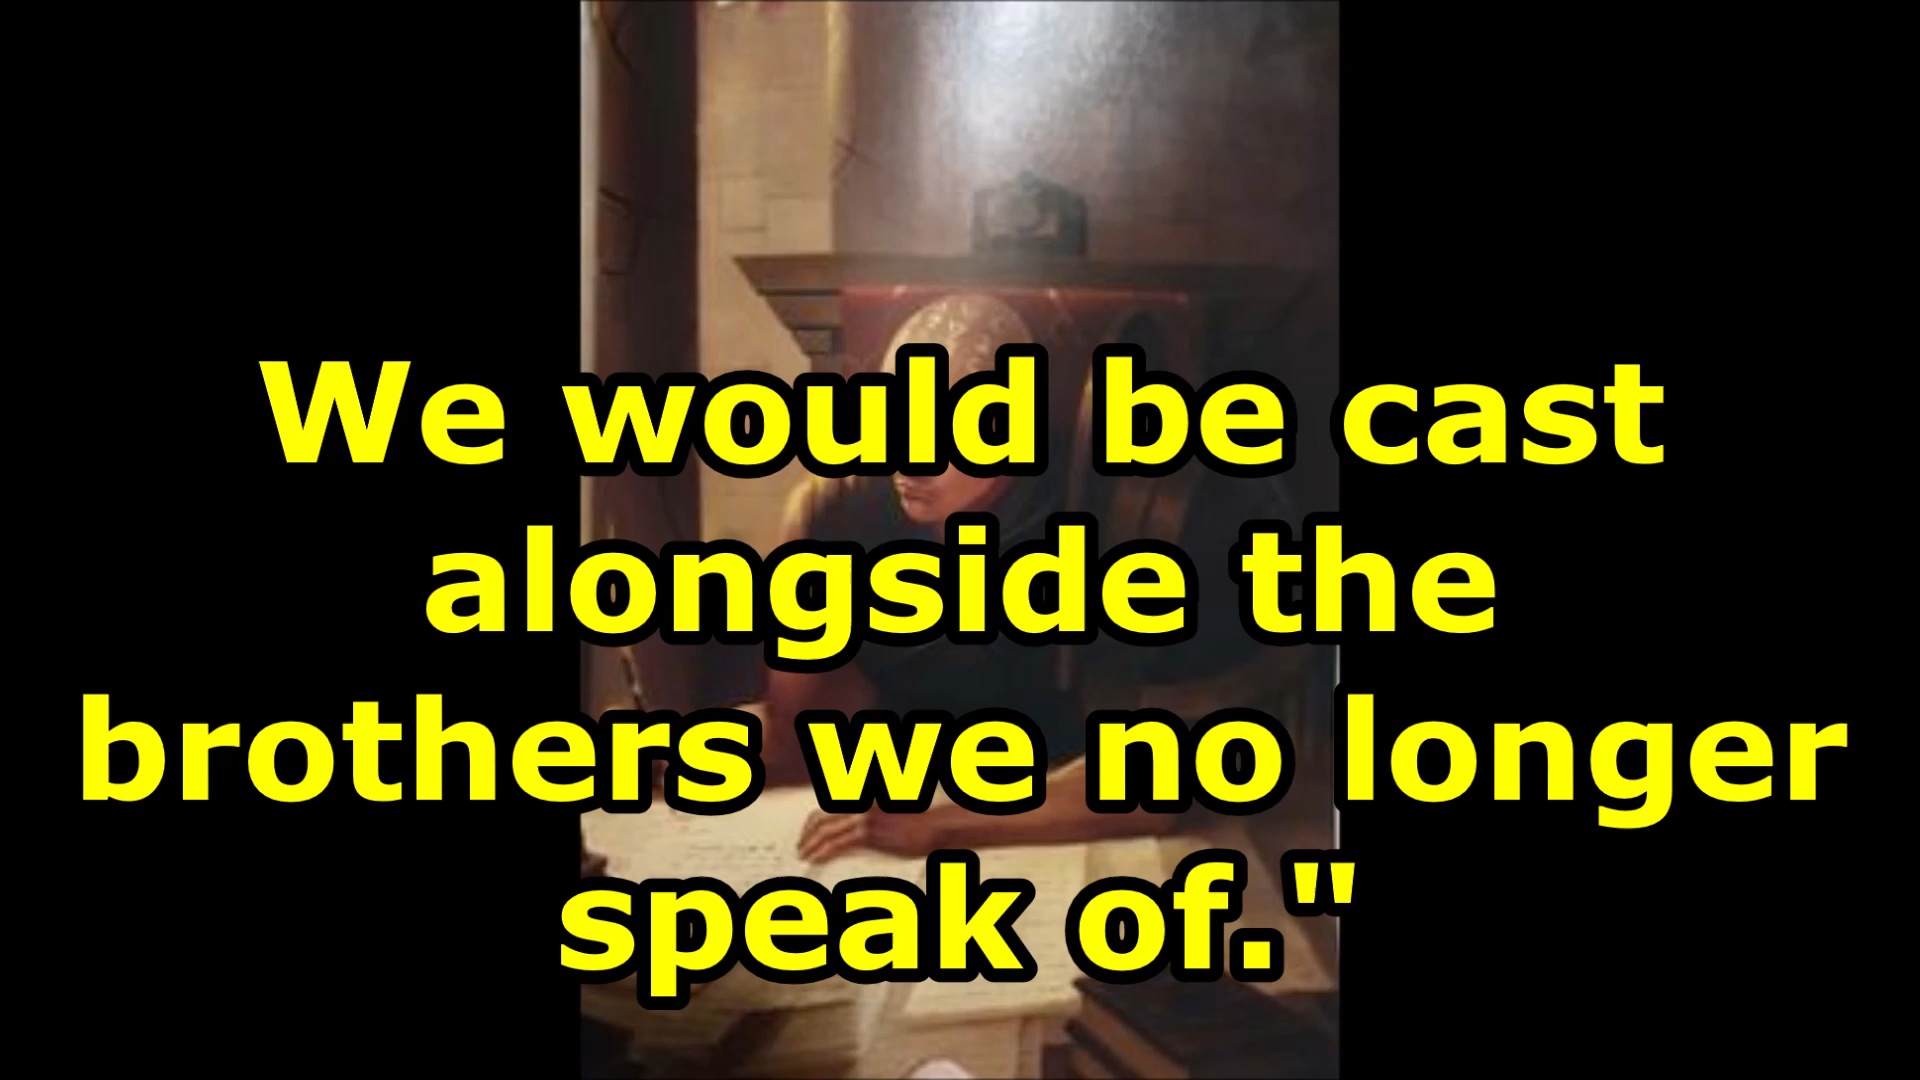 We would be cast
alongside the
brothers we no longer
speak of."